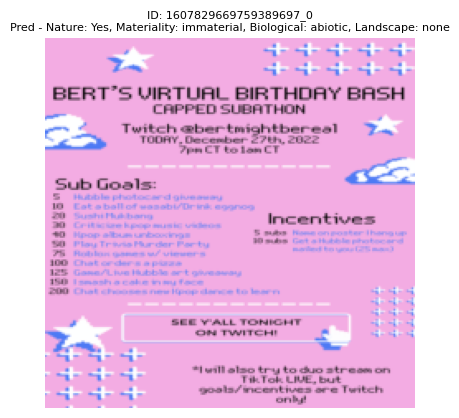 ID: 1607829669759389697_0
Pred - Nature: Yes, Materiality: immaterial, Biological: abiotic, Landscape: none
BERT'S VIRTUAL BIRTHDAY BASH
CAPPED SUBATHON
Twitch @bertmightbereal
TODAY, December 27th, 2022
7pm CT to 1am CT
Sub Goals:
5 Hubble photocard giveaway
10 Eat a ball of wasabi/Drink eggnog
20 Sushi Mukbang
30 Criticize kpop music videos
40 Kpop album unboxings
50 Play Trivia Murder Party
75 Roblox games w/ viewers
100 Chat orders a pizza
125 Game/Live Hubble art giveaway
150 I smash a cake in my face
200 Chat chooses new Kpop dance to learn
Incentives
5 subs Name on poster I hang up
10 subs Get a Hubble photocard
mailed to you (25 max)
SEE Y'ALL TONIGHT
ON TWITCH!
*I will also try to duo stream on
TikTok LIVE, but
goals/incentives are Twitch
only!